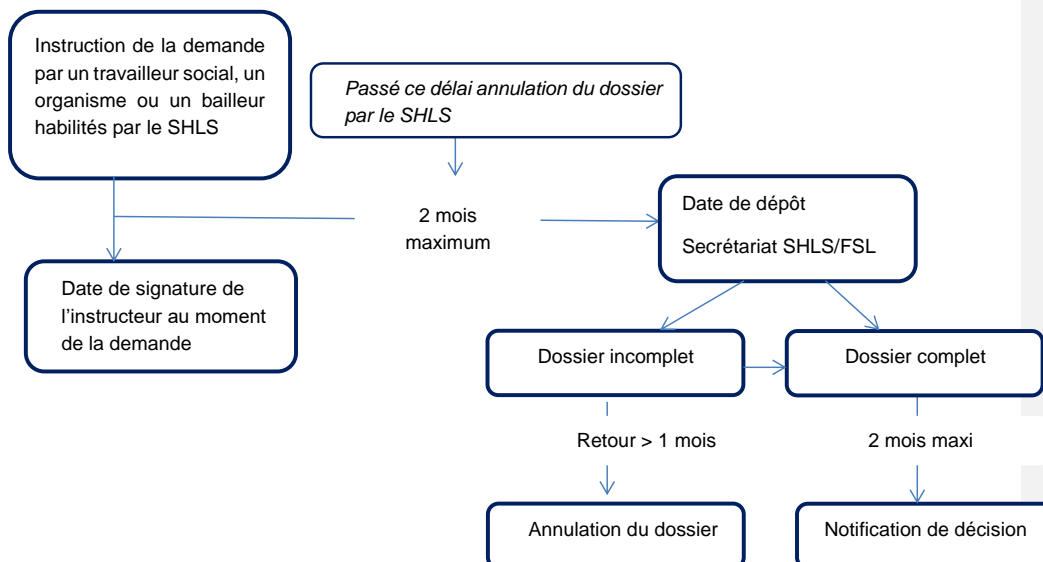 Instruction de la demande
par un travailleur social, un
organisme ou un bailleur
habilités par le SHLS
Passé ce délai annulation du dossier
par le SHLS
2 mois
maximum
Date de dépôt
Secrétariat SHLS/FSL
Date de signature de
l’instructeur au moment
de la demande
Dossier incomplet
Dossier complet
Retour > 1 mois
2 mois maxi
Annulation du dossier
Notification de décision